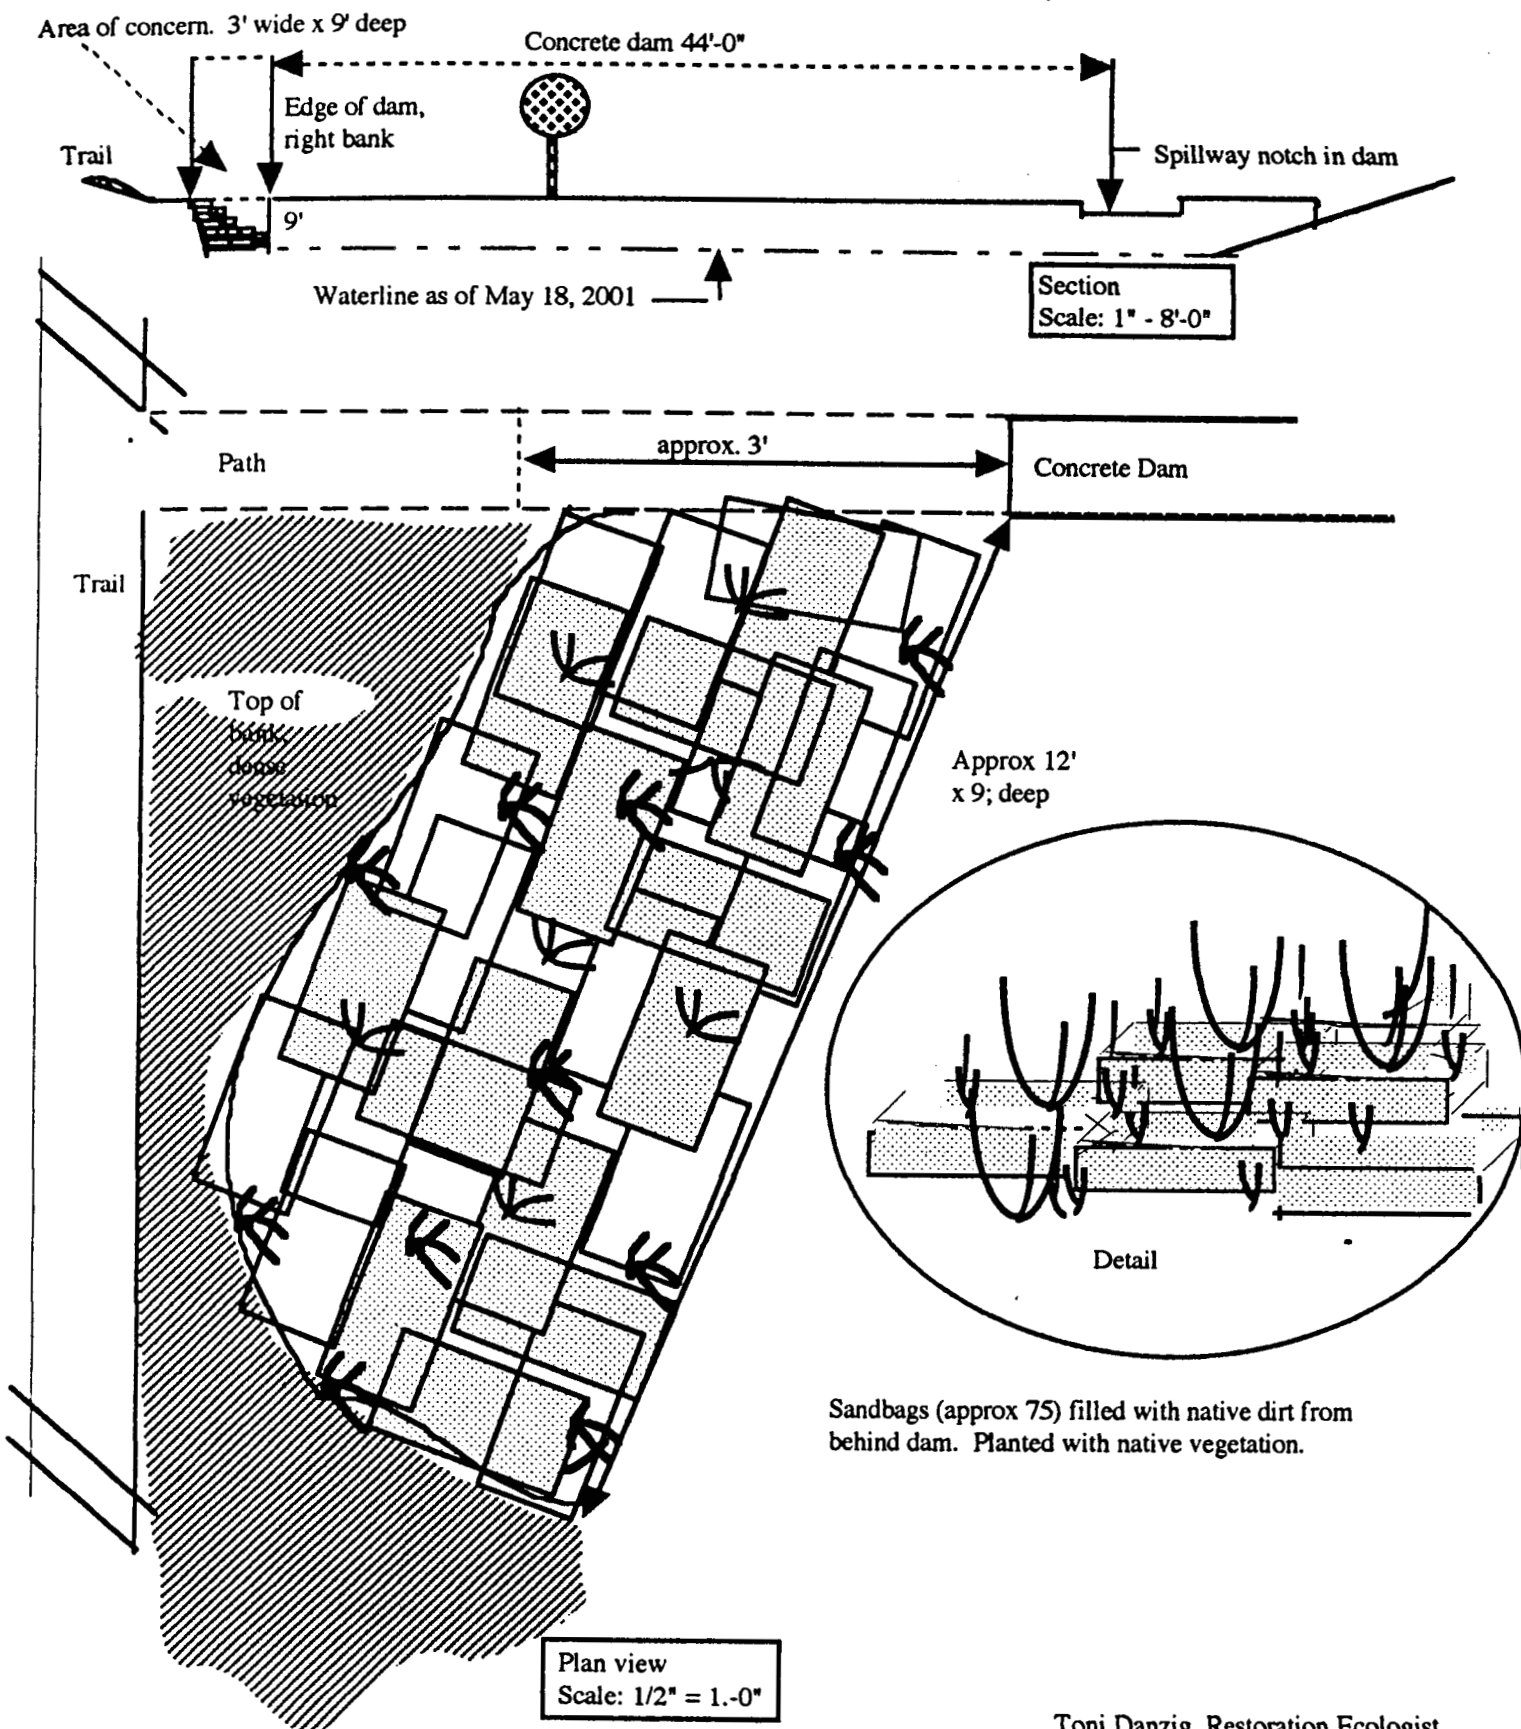 Area of concern. 3' wide x 9' deep
Concrete dam 44'-0"
Edge of dam,
right bank
Trail
Spillway notch in dam
9'
Waterline as of May 18, 2001
Section
Scale: 1" - 8'-0"
approx. 3'
Path
Concrete Dam
Trail
Top of
bank,
dense
vegetation
Approx 12'
x 9; deep
Detail
Sandbags (approx 75) filled with native dirt from
behind dam. Planted with native vegetation.
Plan view
Scale: 1/2" = 1.-0"
Toni Danzig, Restoration Ecologist